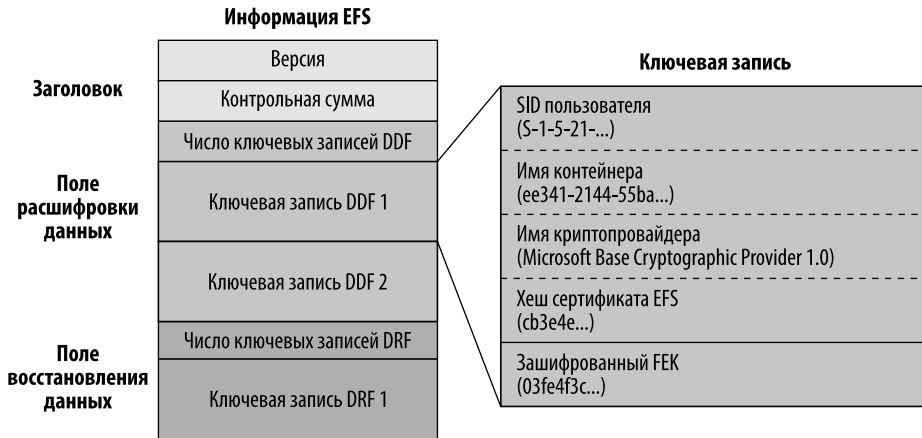 Информация EFS
Заголовок
Версия
Контрольная сумма
Поле
расшифровки
данных
Число ключевых записей DDF
Ключевая запись DDF 1
Ключевая запись DDF 2
Поле
восстановления
данных
Число ключевых записей DRF
Ключевая запись DRF 1
Ключевая запись
SID пользователя
(S-1-5-21-...)
Имя контейнера
(ee341-2144-55ba...)
Имя криптопровайдера
(Microsoft Base Cryptographic Provider 1.0)
Хеш сертификата EFS
(cb3e4e...)
Зашифрованный FEK
(03fe4f3c...)